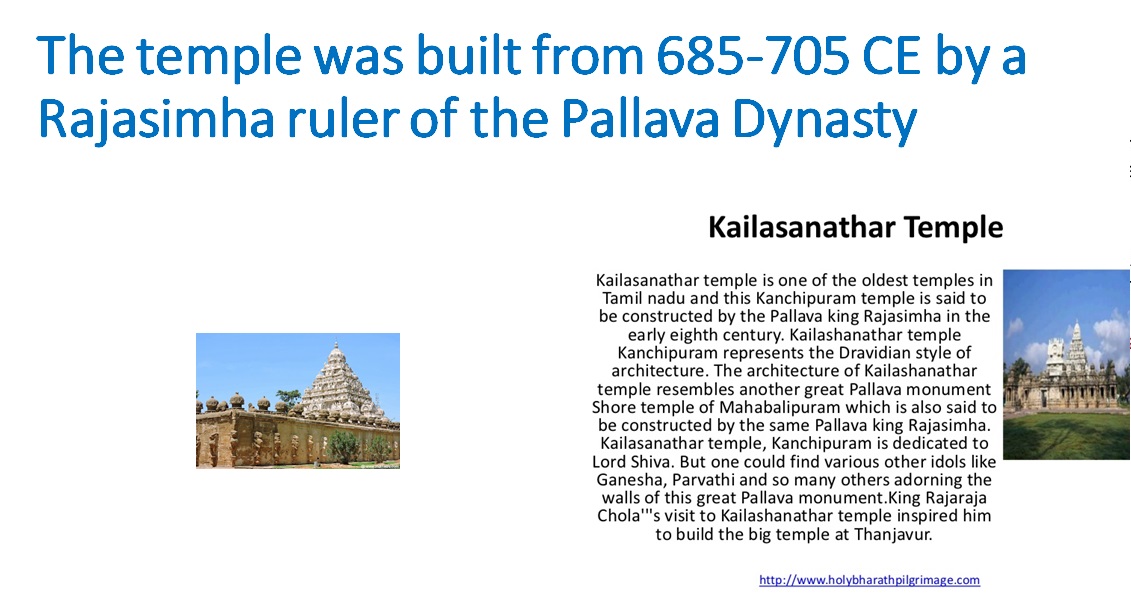 The temple was built from 685-705 CE by a
Rajasimha ruler of the Pallava Dynasty
Kailasanathar Temple
Kailasanathar temple is one of the oldest temples in
Tamil nadu and this Kanchipuram temple is said to
be constructed by the Pallava king Rajasimha in the
early eighth century. Kailashanathar temple
Kanchipuram represents the Dravidian style of
architecture. The architecture of Kailashanathar
temple resembles another great Pallava monument
Shore temple of Mahabalipuram which is also said to
be constructed by the same Pallava king Rajasimha.
Kailasanathar temple, Kanchipuram is dedicated to
Lord Shiva. But one could find various other idols like
Ganesha, Parvathi and so many others adorning the
walls of this great Pallava monument.King Rajaraja
Chola'''s visit to Kailashanathar temple inspired him
to build the big temple at Thanjavur.
http://www.holybharathpilgrimage.com